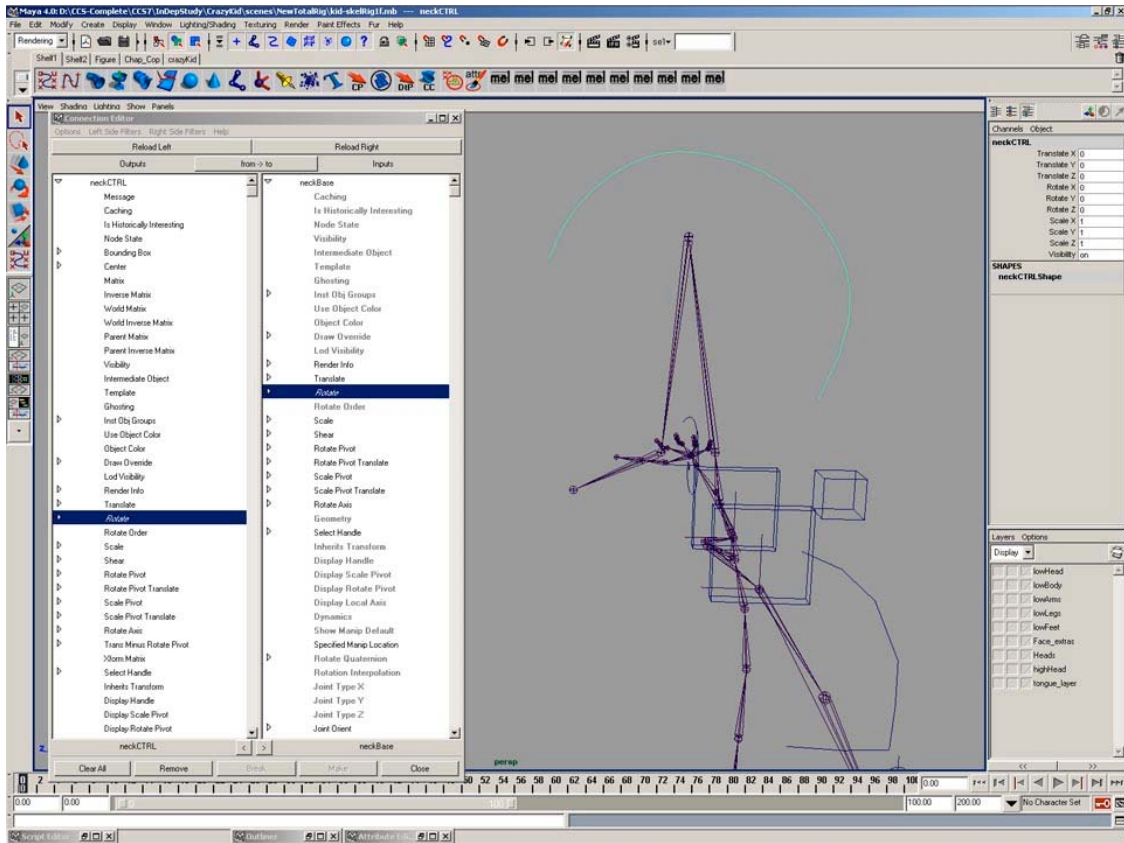 Maya 4.0: D:\CCS-Complete\CCS7\InDepStudy\CrazyKid\scenes\NewTotalRig\kid-skelRig1f.mb --- neckCTRL
File Edit Modify Create Display Window Lighting/Shading Texturing Render Paint Effects Fur Help
Rendering sel*
Shelf1 Shelf2 Figure Chap_Cop crazyKid
CP DtP CC attr mel mel mel mel mel mel mel mel mel mel
View Shading Lighting Show Panels
Connection Editor
Options Left Side Filters Right Side Filters Help
Reload Left Reload Right
Outputs from -> to Inputs
neckCTRL neckBase
Message Caching
Caching Is Historically Interesting
Is Historically Interesting Node State
Node State Visibility
Bounding Box Intermediate Object
Center Template
Matrix Ghosting
Inverse Matrix Inst Obj Groups
World Matrix Use Object Color
World Inverse Matrix Object Color
Parent Matrix Draw Override
Parent Inverse Matrix Lod Visibility
Visibility Render Info
Intermediate Object Translate
Template Rotate
Ghosting Rotate Order
Inst Obj Groups Scale
Use Object Color Shear
Object Color Rotate Pivot
Draw Override Rotate Pivot Translate
Lod Visibility Scale Pivot
Render Info Scale Pivot Translate
Translate Rotate Axis
Rotate Geometry
Rotate Order Select Handle
Scale Inherits Transform
Shear Display Handle
Rotate Pivot Display Scale Pivot
Rotate Pivot Translate Display Rotate Pivot
Scale Pivot Display Local Axis
Scale Pivot Translate Dynamics
Rotate Axis Show Manip Default
Trans Minus Rotate Pivot Specified Manip Location
Xform Matrix Rotate Quaternion
Select Handle Rotation Interpolation
Inherits Transform Joint Type X
Display Handle Joint Type Y
Display Scale Pivot Joint Type Z
Display Rotate Pivot Joint Orient
neckCTRL < > neckBase
Clear All Remove Break Make Close
persp
Channels Object
neckCTRL
Translate X 0
Translate Y 0
Translate Z 0
Rotate X 0
Rotate Y 0
Rotate Z 0
Scale X 1
Scale Y 1
Scale Z 1
Visibility on
SHAPES
neckCTRLShape
Layers Options
Display
lowHead
lowBody
lowArms
lowLegs
lowFeet
Face_extras
Heads
highHead
tongue_layer
<< >>
0 2 50 52 54 56 58 60 62 64 66 68 70 72 74 76 78 80 82 84 86 88 90 92 94 96 98 0.00
0.00 0.00 100.00 200.00 No Character Set
Script Editor Outliner Attribute Edi...